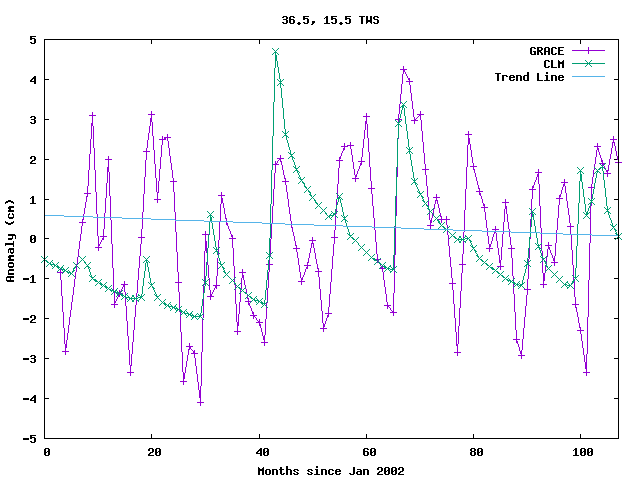 36.5, 15.5 TWS
GRACE
CLM
Trend Line
Anomaly (cm)
5
4
3
2
1
0
-1
-2
-3
-4
-5
0 20 40 60 80 100
Months since Jan 2002